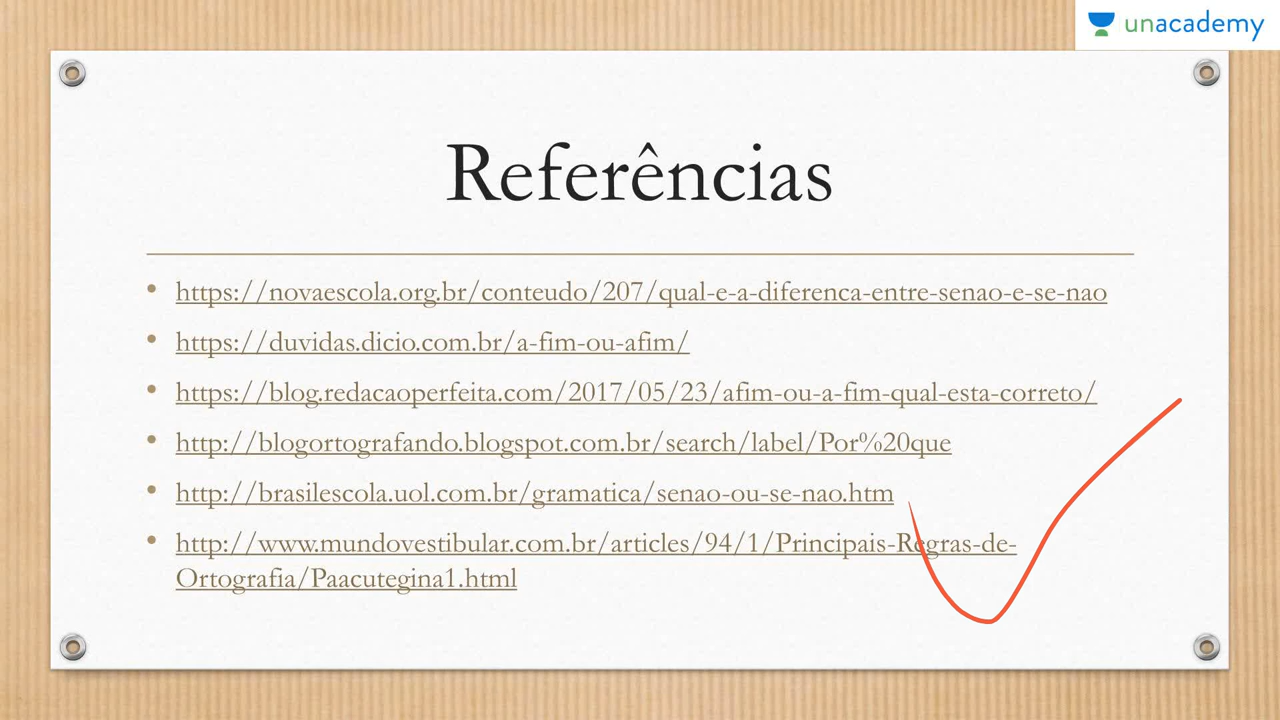 unacademy
Referências
• https://novaescola.org.br/conteudo/207/qual-e-a-diferenca-entre-senao-e-se-nao
• https://duvidas.dicio.com.br/a-fim-ou-afim/
• https://blog.redacaoperfeita.com/2017/05/23/afim-ou-a-fim-qual-esta-correto/
• http://blogortografando.blogspot.com.br/search/label/Por%20que
• http://brasilescola.uol.com.br/gramatica/senao-ou-se-nao.htm
• http://www.mundovestibular.com.br/articles/94/1/Principais-Regras-de-
Ortografia/Paacutegina1.html